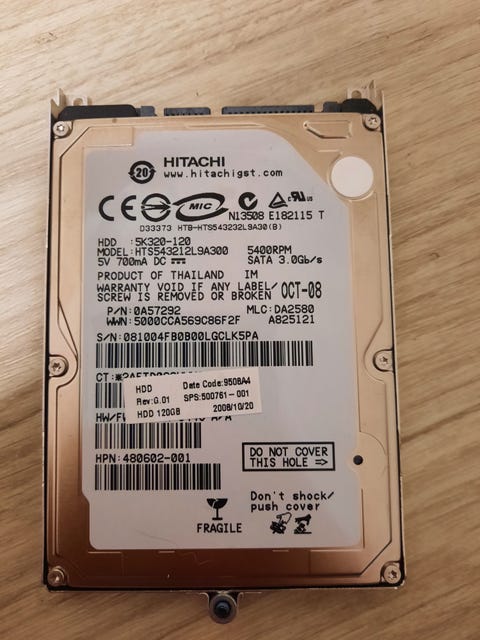 20 HITACHI
www.hitachigst.com
CE MIC N13508 E182115 T
D33373 HTB-HTS543232L9A30(B)
HDD :5K320-120
MODEL:HTS543212L9A300 5400RPM
5V 700mA DC SATA 3.0Gb/s
PRODUCT OF THAILAND IM
WARRANTY VOID IF ANY LABEL/
SCREW IS REMOVED OR BROKEN OCT-08
P/N:0A57292 MLC:DA2580
WWN:5000CCA569C86F2F A825121
S/N:081004FB0B00LGCLK5PA
HDD Date Code:9508A4
Rev:G.01 SPS:500761-001
HDD 120GB 2008/10/20
A/A
HPN:480602-001
DO NOT COVER
THIS HOLE
FRAGILE
Don't shock/
push cover